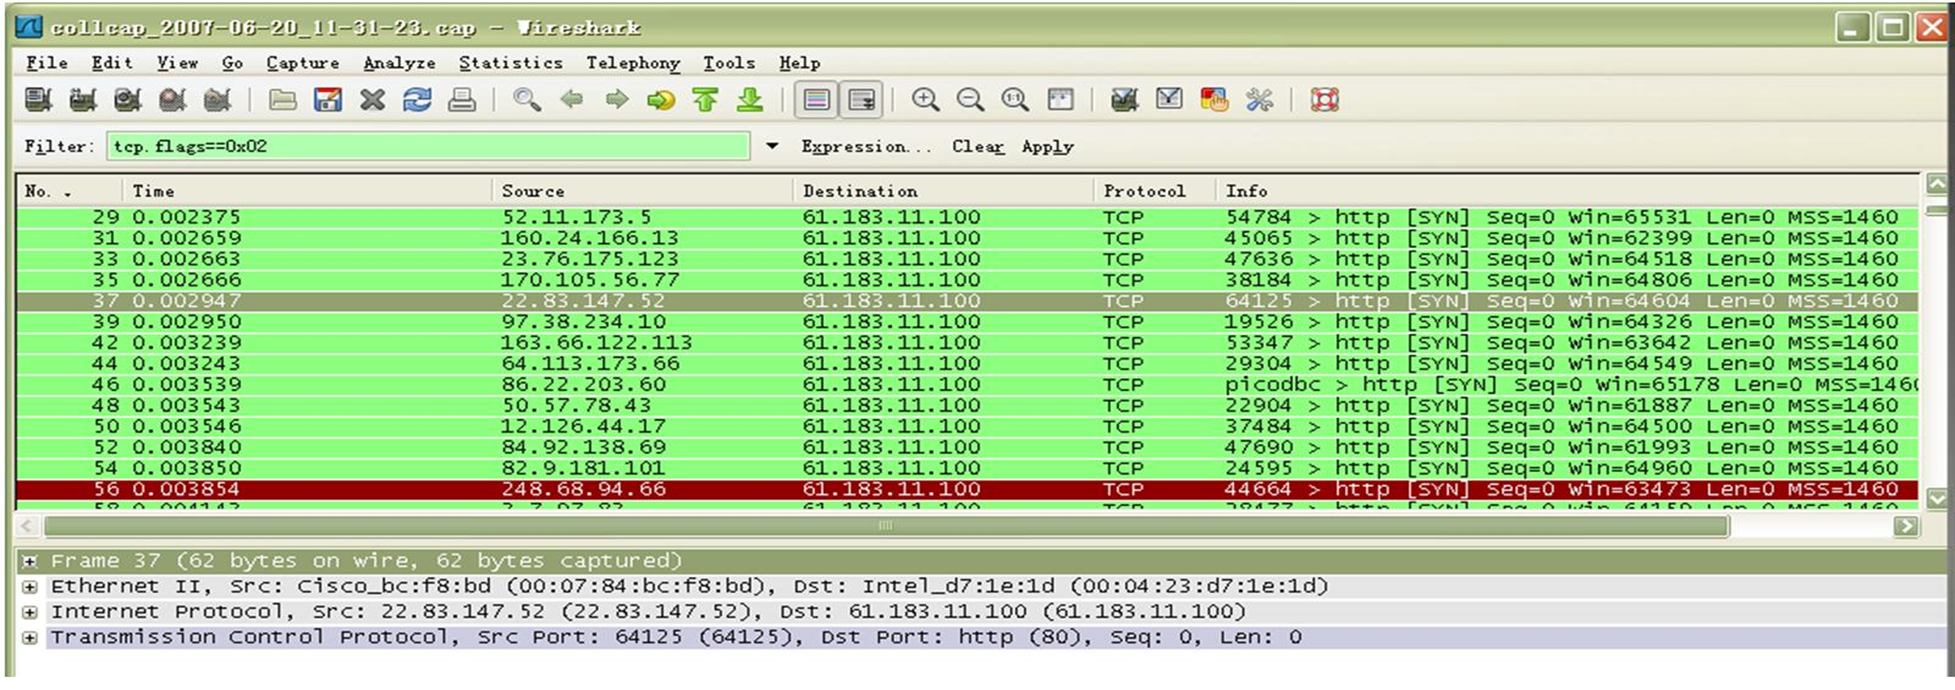 collcap_2007-06-20_11-31-23.cap - Wireshark
File Edit View Go Capture Analyze Statistics Telephony Tools Help
Filter: tcp.flags==0x02 Expression... Clear Apply
No. . Time Source Destination Protocol Info
29 0.002375 52.11.173.5 61.183.11.100 TCP 54784 > http [SYN] Seq=0 Win=65531 Len=0 MSS=1460
31 0.002659 160.24.166.13 61.183.11.100 TCP 45065 > http [SYN] Seq=0 Win=62399 Len=0 MSS=1460
33 0.002663 23.76.175.123 61.183.11.100 TCP 47636 > http [SYN] Seq=0 Win=64518 Len=0 MSS=1460
35 0.002666 170.105.56.77 61.183.11.100 TCP 38184 > http [SYN] Seq=0 Win=64806 Len=0 MSS=1460
37 0.002947 22.83.147.52 61.183.11.100 TCP 64125 > http [SYN] Seq=0 Win=64604 Len=0 MSS=1460
39 0.002950 97.38.234.10 61.183.11.100 TCP 19526 > http [SYN] Seq=0 Win=64326 Len=0 MSS=1460
42 0.003239 163.66.122.113 61.183.11.100 TCP 53347 > http [SYN] Seq=0 Win=63642 Len=0 MSS=1460
44 0.003243 64.113.173.66 61.183.11.100 TCP 29304 > http [SYN] Seq=0 Win=64549 Len=0 MSS=1460
46 0.003539 86.22.203.60 61.183.11.100 TCP picodbc > http [SYN] Seq=0 Win=65178 Len=0 MSS=146
48 0.003543 50.57.78.43 61.183.11.100 TCP 22904 > http [SYN] Seq=0 Win=61887 Len=0 MSS=1460
50 0.003546 12.126.44.17 61.183.11.100 TCP 37484 > http [SYN] Seq=0 Win=64500 Len=0 MSS=1460
52 0.003840 84.92.138.69 61.183.11.100 TCP 47690 > http [SYN] Seq=0 Win=61993 Len=0 MSS=1460
54 0.003850 82.9.181.101 61.183.11.100 TCP 24595 > http [SYN] Seq=0 Win=64960 Len=0 MSS=1460
56 0.003854 248.68.94.66 61.183.11.100 TCP 44664 > http [SYN] Seq=0 Win=63473 Len=0 MSS=1460
Frame 37 (62 bytes on wire, 62 bytes captured)
Ethernet II, Src: Cisco_bc:f8:bd (00:07:84:bc:f8:bd), Dst: Intel_d7:1e:1d (00:04:23:d7:1e:1d)
Internet Protocol, Src: 22.83.147.52 (22.83.147.52), Dst: 61.183.11.100 (61.183.11.100)
Transmission Control Protocol, Src Port: 64125 (64125), Dst Port: http (80), Seq: 0, Len: 0